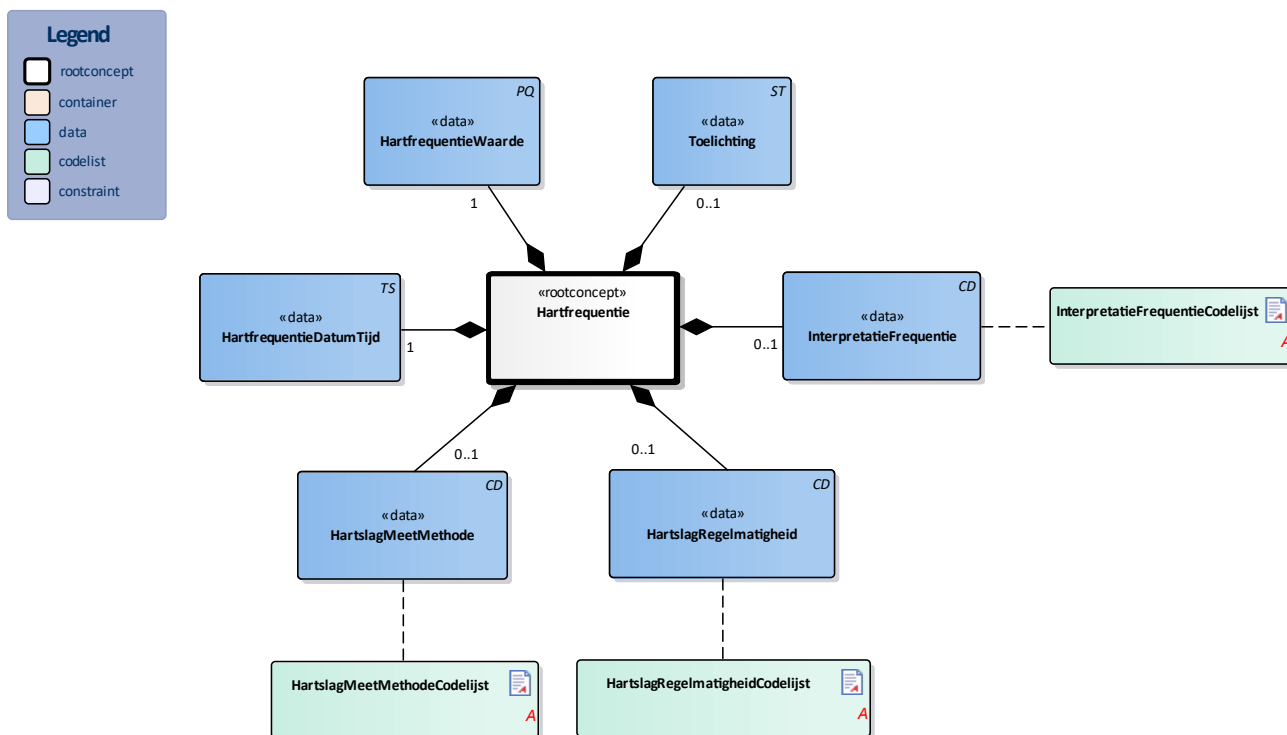 Legend
rootconcept
container
data
codelist
constraint
PQ
«data»
HartfrequentieWaarde
1
ST
«data»
Toelichting
0..1
TS
«data»
HartfrequentieDatumTijd
1
«rootconcept»
Hartfrequentie
CD
«data»
InterpretatieFrequentie
0..1
InterpretatieFrequentieCodelijst
A
0..1
CD
«data»
HartslagMeetMethode
0..1
CD
«data»
HartslagRegelmatigheid
HartslagMeetMethodeCodelijst
A
HartslagRegelmatigheidCodelijst
A